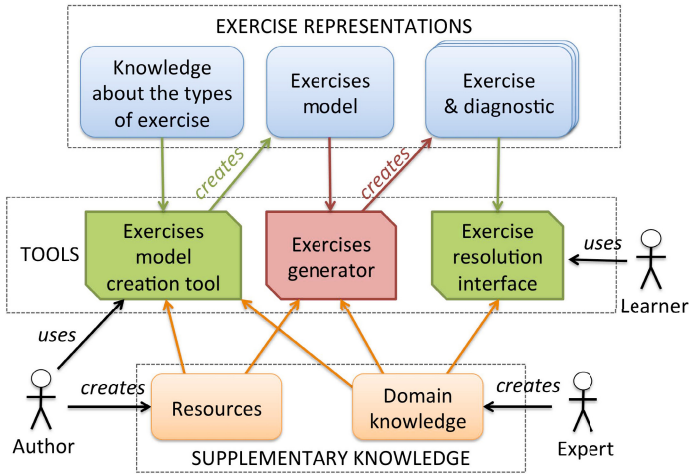 EXERCISE REPRESENTATIONS
Knowledge
about the types
of exercise
Exercises
model
Exercise
& diagnostic
creates
creates
TOOLS
Exercises
model
creation tool
Exercises
generator
Exercise
resolution
interface
uses
Learner
uses
creates
Author
Resources
Domain
knowledge
creates
Expert
SUPPLEMENTARY KNOWLEDGE